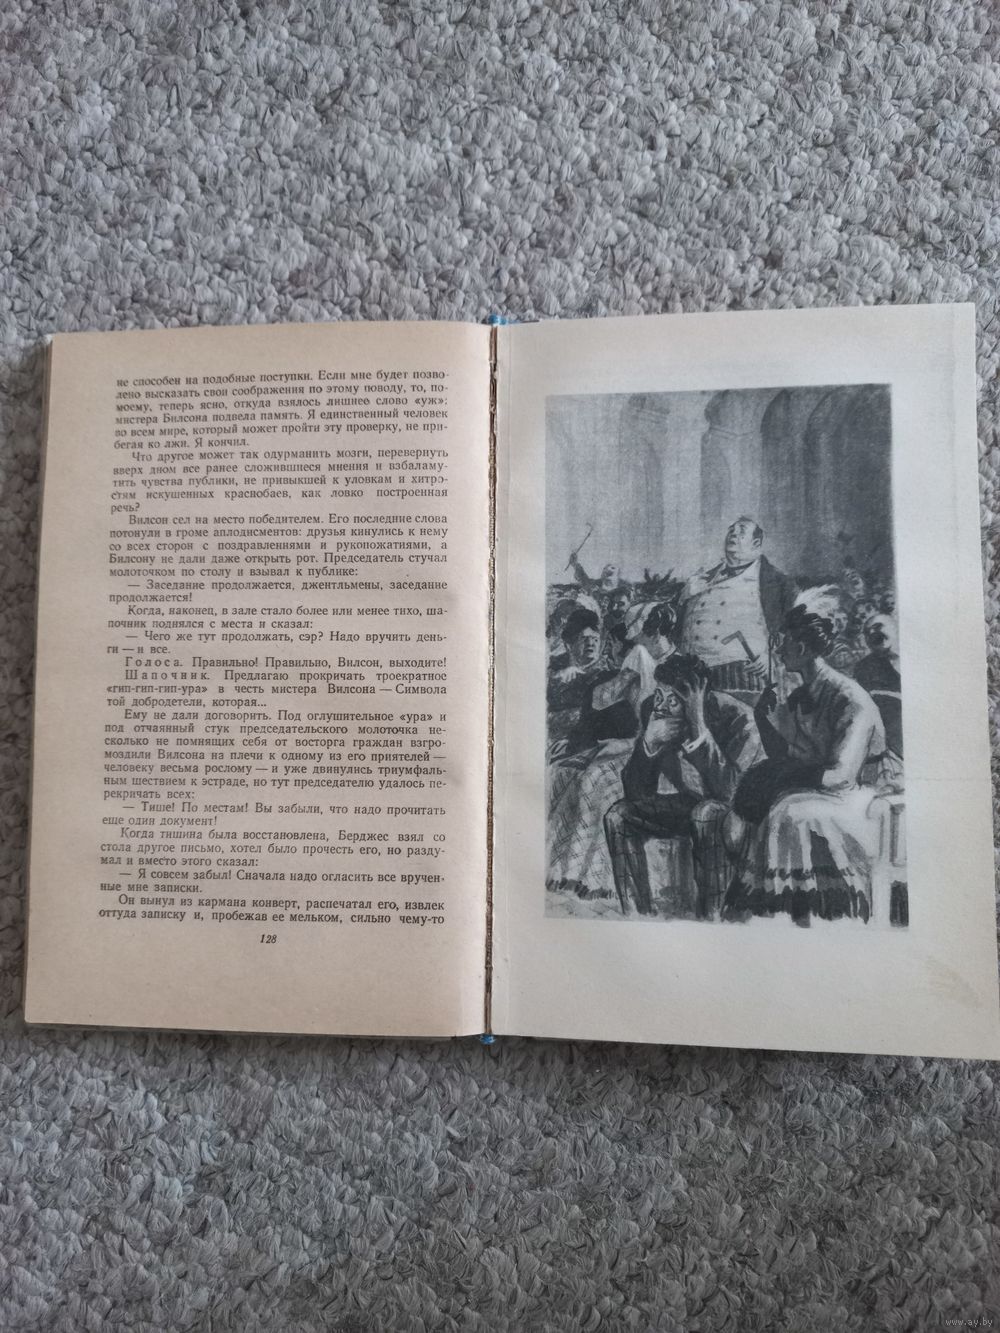 не способен на подобные поступки. Если мне будет позво-
лено высказать свои соображения по этому поводу, то, по-
моему, теперь ясно, откуда взялось лишнее слово «уж»:
мистера Билсона подвела память. Я единственный человек
во всем мире, который может пройти эту проверку, не при-
бегая ко лжи. Я кончил.
Что другое может так одурманить мозги, перевернуть
вверх дном все ранее сложившиеся мнения и взбаламу-
тить чувства публики, не привыкшей к уловкам и хитро-
стям искушенных краснобаев, как ловко построенная
речь?
Вилсон сел на место победителем. Его последние слова
потонули в громе аплодисментов: друзья кинулись к нему
со всех сторон с поздравлениями и рукопожатиями, а
Билсону не дали даже открыть рот. Председатель стучал
молоточком по столу и взывал к публике:
— Заседание продолжается, джентльмены, заседание
продолжается!
Когда, наконец, в зале стало более или менее тихо, ша-
почник поднялся с места и сказал:
— Чего же тут продолжать, сэр? Надо вручить день-
ги — и все.
Голоса. Правильно! Правильно, Вилсон, выходите!
Шапочник. Предлагаю прокричать троекратное
«гип-гип-гип-ура» в честь мистера Вилсона — Символа
той добродетели, которая...
Ему не дали договорить. Под оглушительное «ура» и
под отчаянный стук председательского молоточка не-
сколько не помнящих себя от восторга граждан взгро-
моздили Вилсона на плечи к одному из его приятелей —
человеку весьма рослому — и уже двинулись триумфаль-
ным шествием к эстраде, но тут председателю удалось пе-
рекричать всех:
— Тише! По местам! Вы забыли, что надо прочитать
еще один документ!
Когда тишина была восстановлена, Берджес взял со
стола другое письмо, хотел было прочесть его, но разду-
мал и вместо этого сказал:
— Я совсем забыл! Сначала надо огласить все вручен-
ные мне записки.
Он вынул из кармана конверт, распечатал его, извлек
оттуда записку и, пробежав ее мельком, сильно чему-то
128
www.ay.by